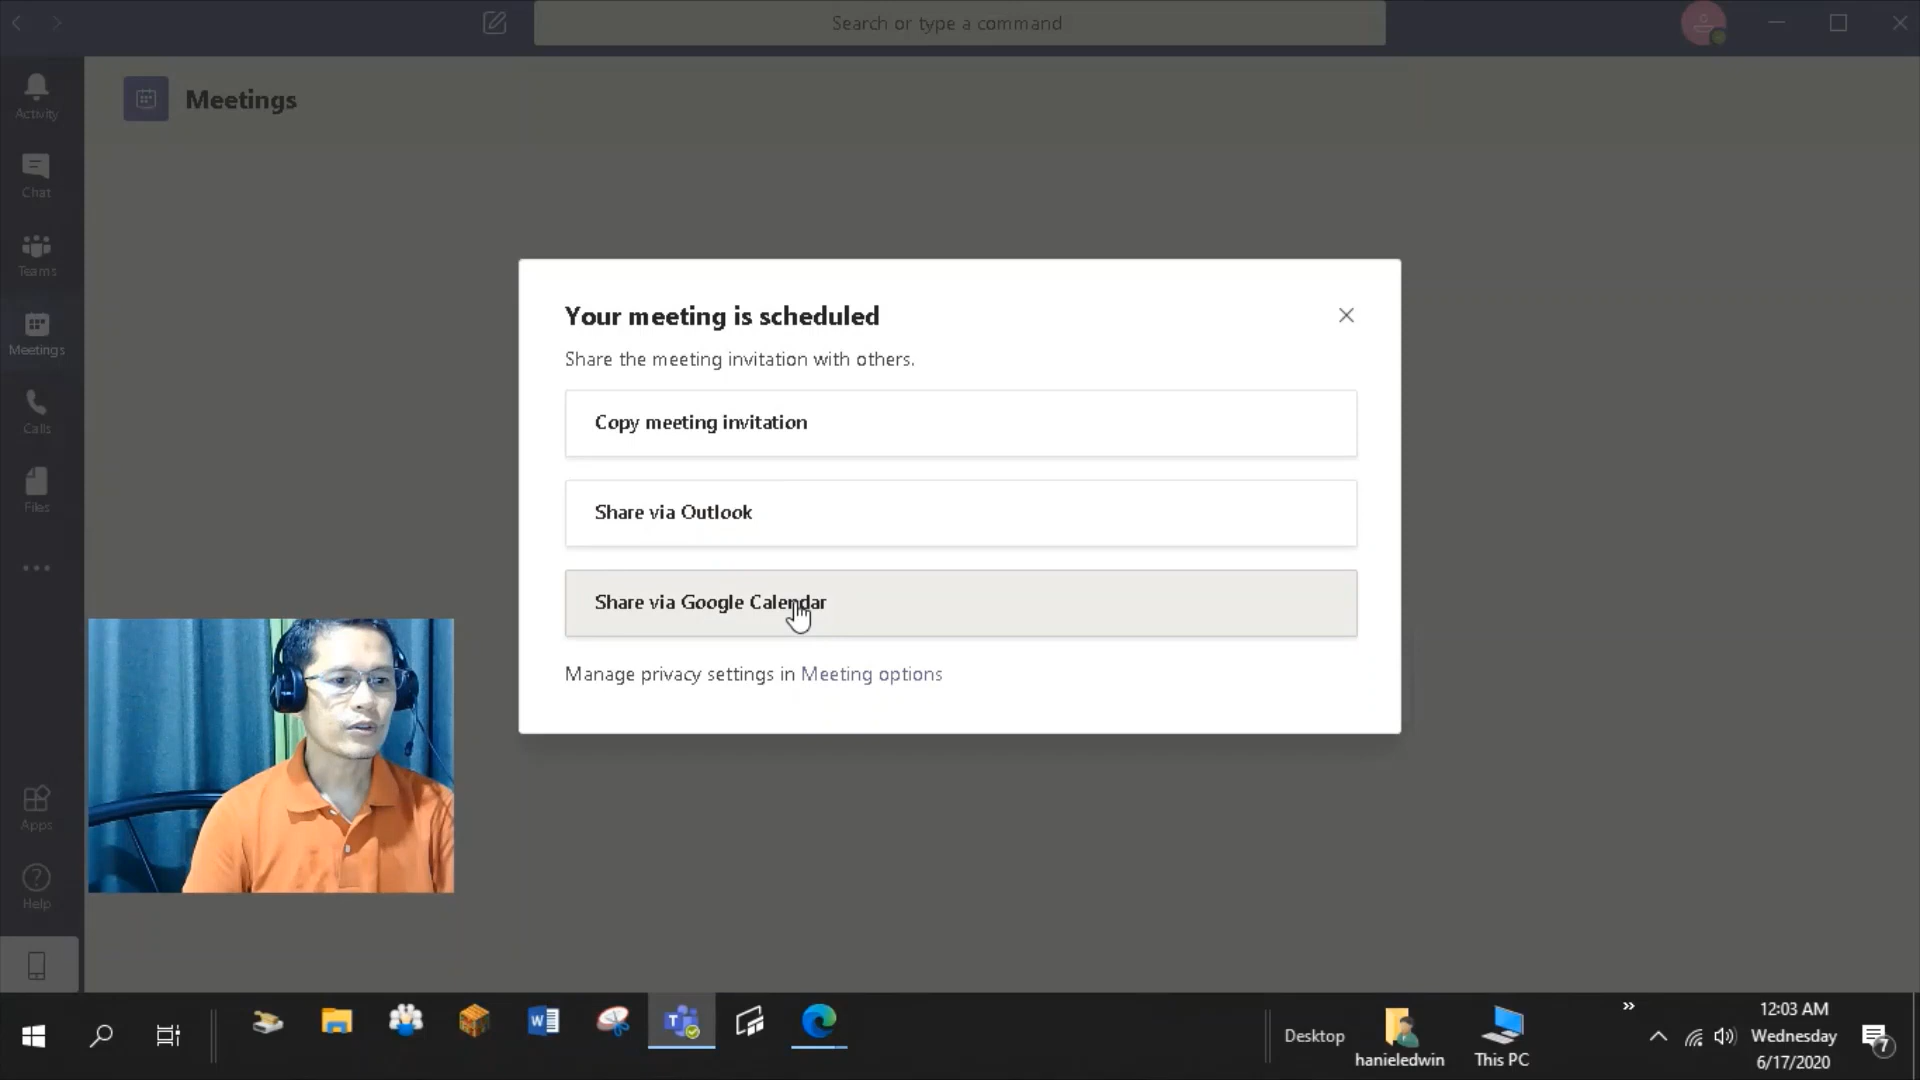 Search or type a command
Activity
Chat
Teams
Meetings
Calls
Files
Apps
Help
Meetings
Your meeting is scheduled
Share the meeting invitation with others.
Copy meeting invitation
Share via Outlook
Share via Google Calendar
Manage privacy settings in Meeting options
Desktop
hanieledwin
This PC
12:03 AM
Wednesday
6/17/2020
7